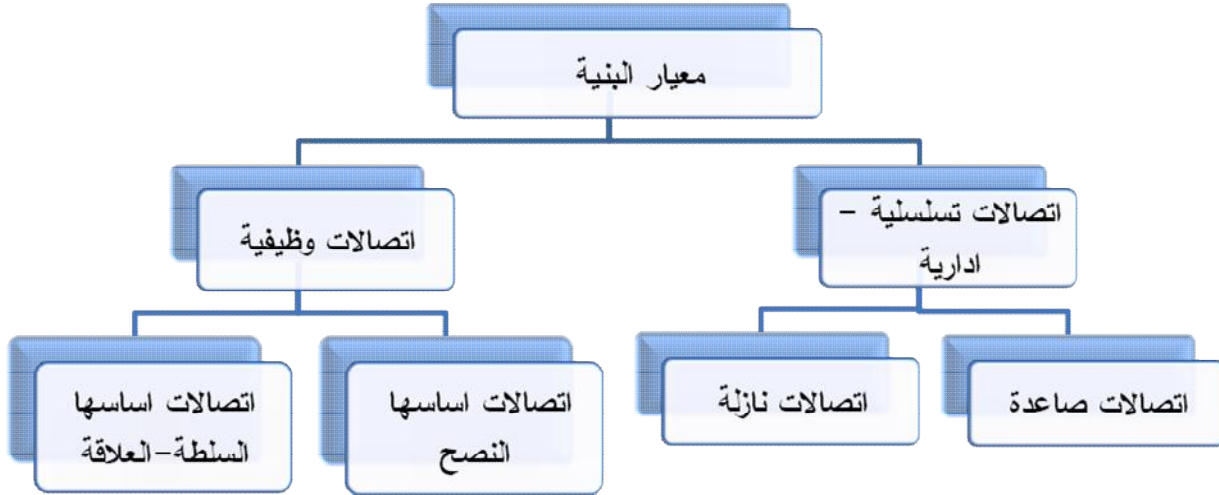 معيار البنية
اتصالات تسلسلية –
ادارية
اتصالات وظيفية
اتصالات صاعدة
اتصالات نازلة
اتصالات اساسها
النصح
اتصالات اساسها
السلطة-العلاقة